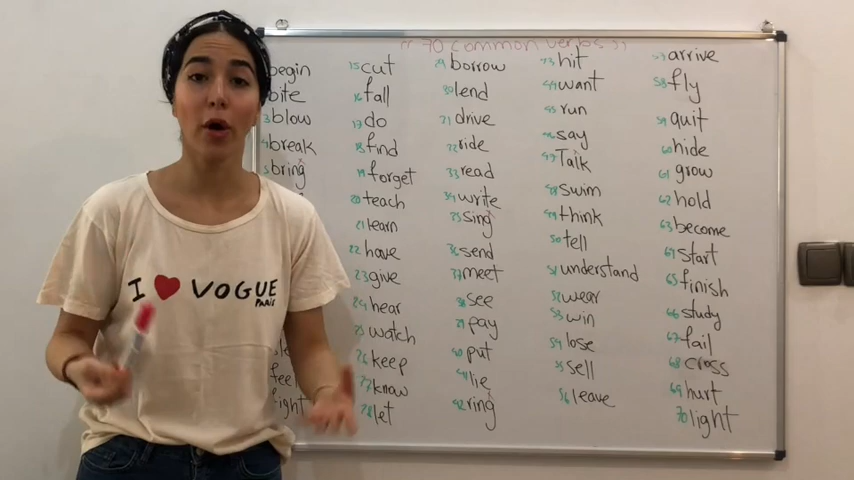 "70 common verbs"
begin
bite
3 blow
4 break
5 bring
feel
fight
15 cut
16 fall
17 do
18 find
19 forget
20 teach
21 learn
22 have
23 give
24 hear
25 watch
26 keep
27 know
28 let
29 borrow
30 lend
31 drive
32 ride
33 read
34 write
35 sing
36 send
37 meet
38 see
39 pay
40 put
41 lie
42 ring
43 hit
44 want
45 run
46 say
47 Talk
48 swim
49 think
50 tell
51 understand
52 wear
53 win
54 lose
55 sell
56 leave
57 arrive
58 fly
59 quit
60 hide
61 grow
62 hold
63 become
64 start
65 finish
66 study
67 fail
68 cross
69 hurt
70 light
I ❤ VOGUE
PARIS